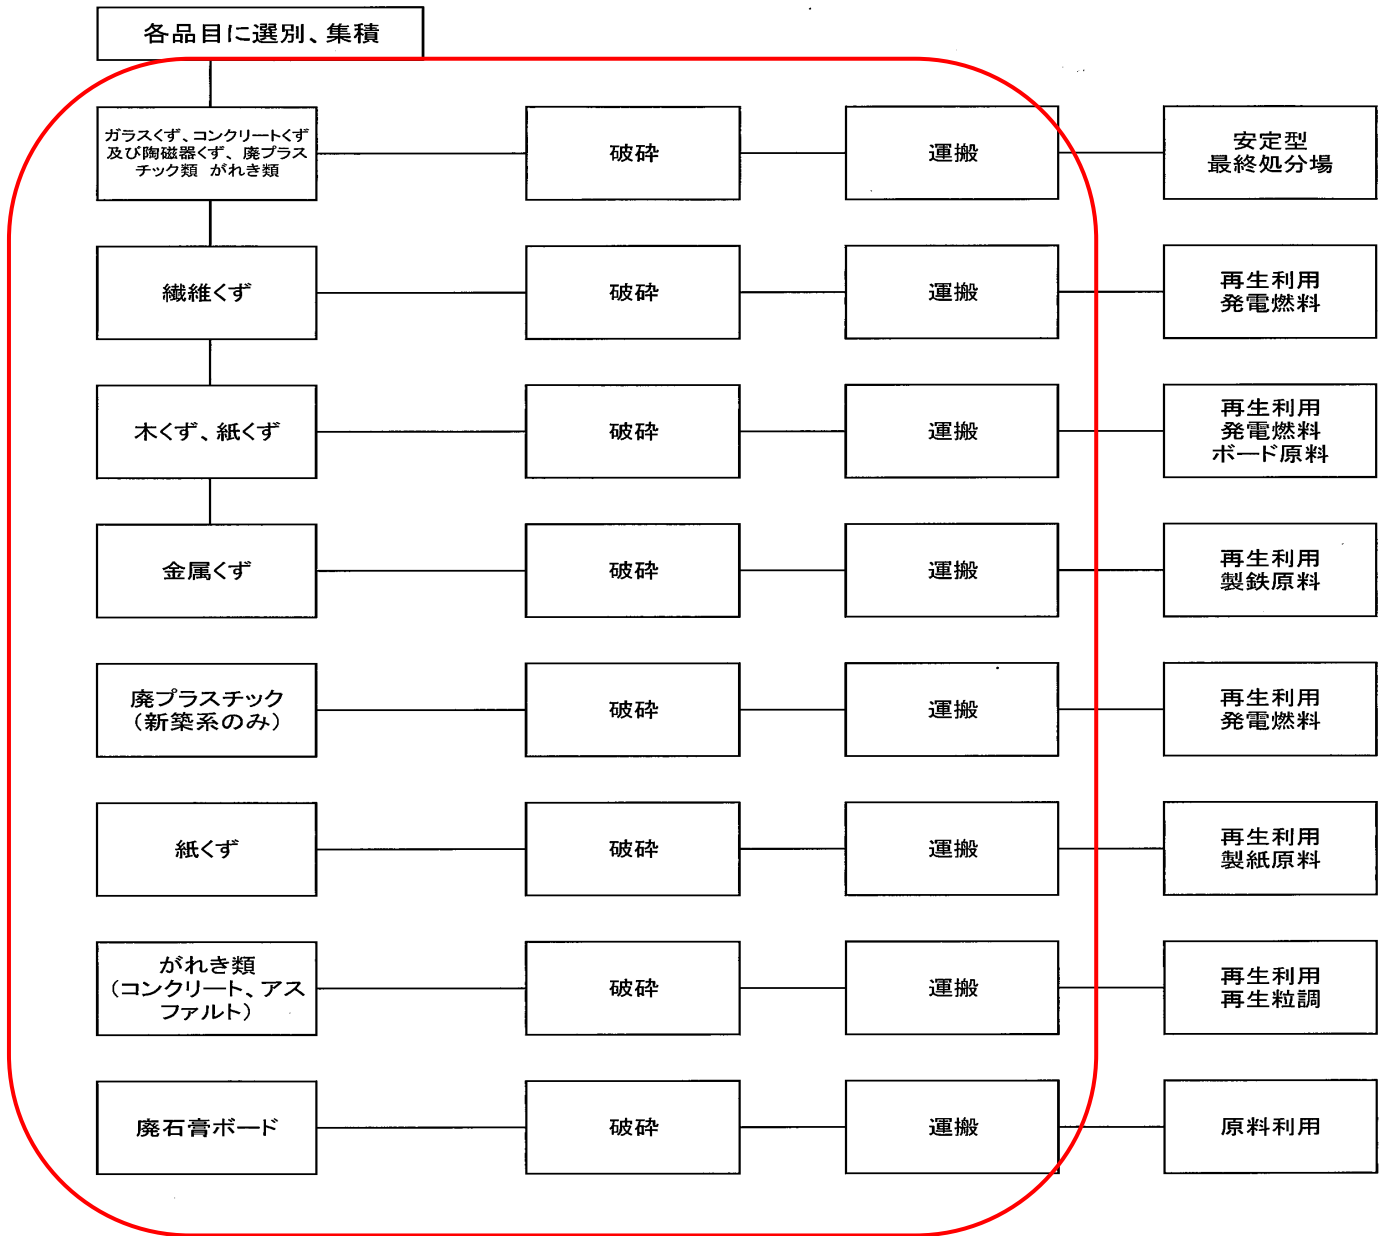 各品目に選別、集積
ガラスくず、コンクリートくず
及び陶磁器くず、廃プラス
チック類　がれき類
破砕
運搬
安定型
最終処分場
繊維くず
破砕
運搬
再生利用
発電燃料
木くず、紙くず
破砕
運搬
再生利用
発電燃料
ボード原料
金属くず
破砕
運搬
再生利用
製鉄原料
廃プラスチック
（新築系のみ）
破砕
運搬
再生利用
発電燃料
紙くず
破砕
運搬
再生利用
製紙原料
がれき類
（コンクリート、アス
ファルト）
破砕
運搬
再生利用
再生粒調
廃石膏ボード
破砕
運搬
原料利用